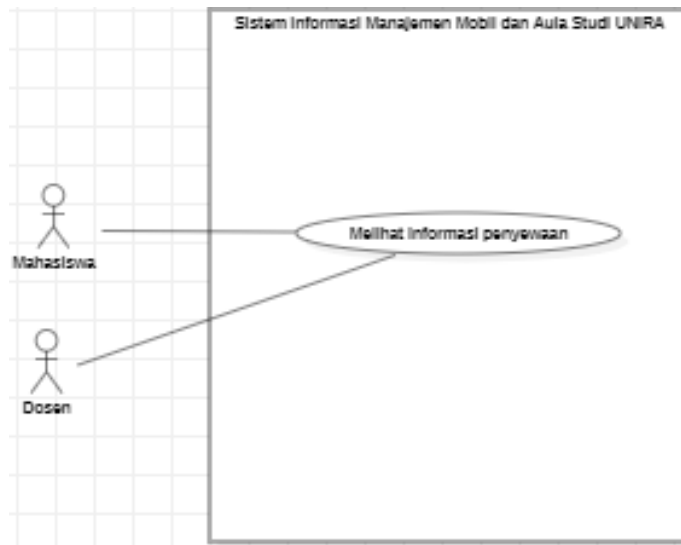 Sistem Informasi Manajemen Mobil dan Aula Studi UNIRA
Melihat informasi penyewaan
Mahasiswa
Dosen